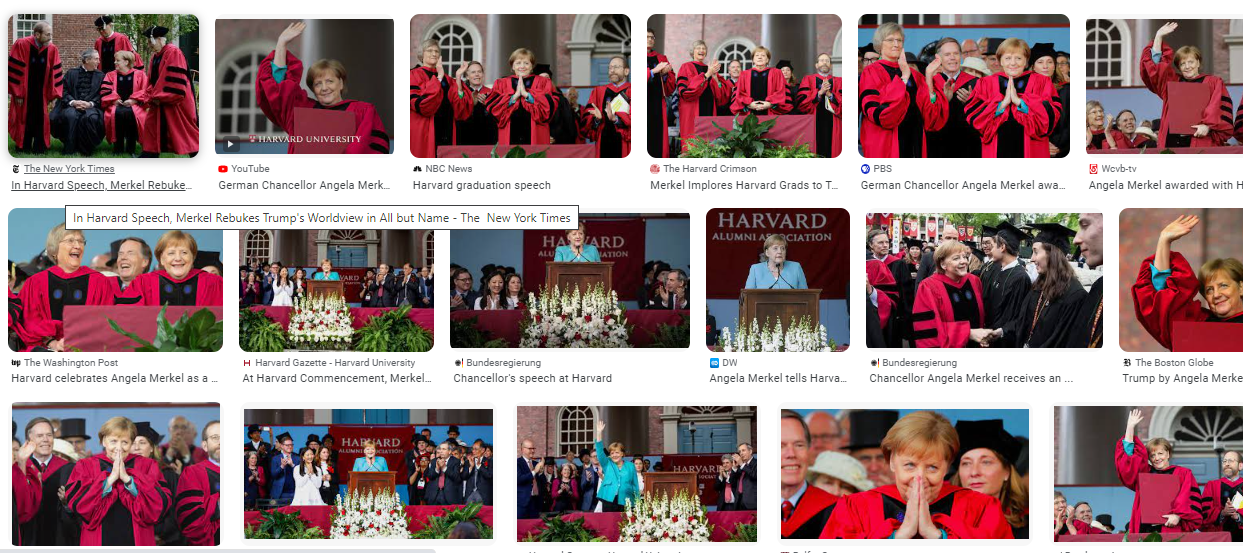 HARVARD UNIVERSITY
The New York Times
YouTube
NBC News
The Harvard Crimson
PBS
Wcvb-tv
In Harvard Speech, Merkel Rebuke...
German Chancellor Angela Merk...
Harvard graduation speech
Merkel Implores Harvard Grads to T...
German Chancellor Angela Merkel awa...
Angela Merkel awarded with H
In Harvard Speech, Merkel Rebukes Trump's Worldview in All but Name - The New York Times
HARVARD
ALUMNI ASSOCIATION
HARVARD
ALUMNI ASSOCIATION
The Washington Post
Harvard Gazette - Harvard University
Bundesregierung
DW
Bundesregierung
The Boston Globe
Harvard celebrates Angela Merkel as a ...
At Harvard Commencement, Merkel...
Chancellor's speech at Harvard
Angela Merkel tells Harva...
Chancellor Angela Merkel receives an ...
Trump by Angela Merke
HARVARD
ALUMNI ASSOCIATION